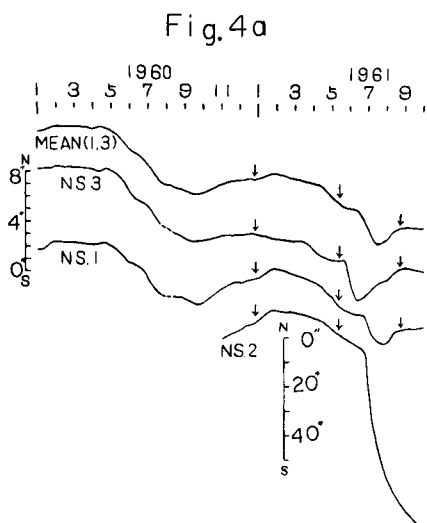 Fig. 4a
1960 1961
1 3 5 7 9 11 1 3 5 7 9
MEAN(1,3)
N
8"
NS.3
4"
0"
S
NS.1
N
NS.2
0"
20"
40"
S